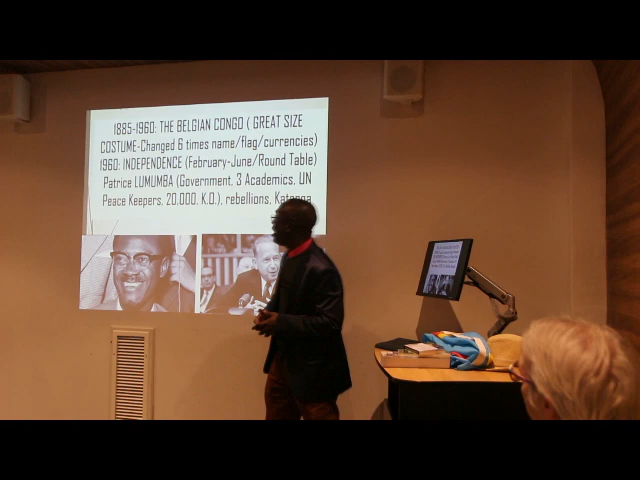 1885-1960: THE BELGIAN CONGO ( GREAT SIZE
COSTUME-Changed 6 times name/flag/currencies)
1960: INDEPENDENCE (February-June/Round Table)
Patrice LUMUMBA (Government, 3 Academics, UN
Peace Keepers, 20.000, K.O.), rebellions, Katanga